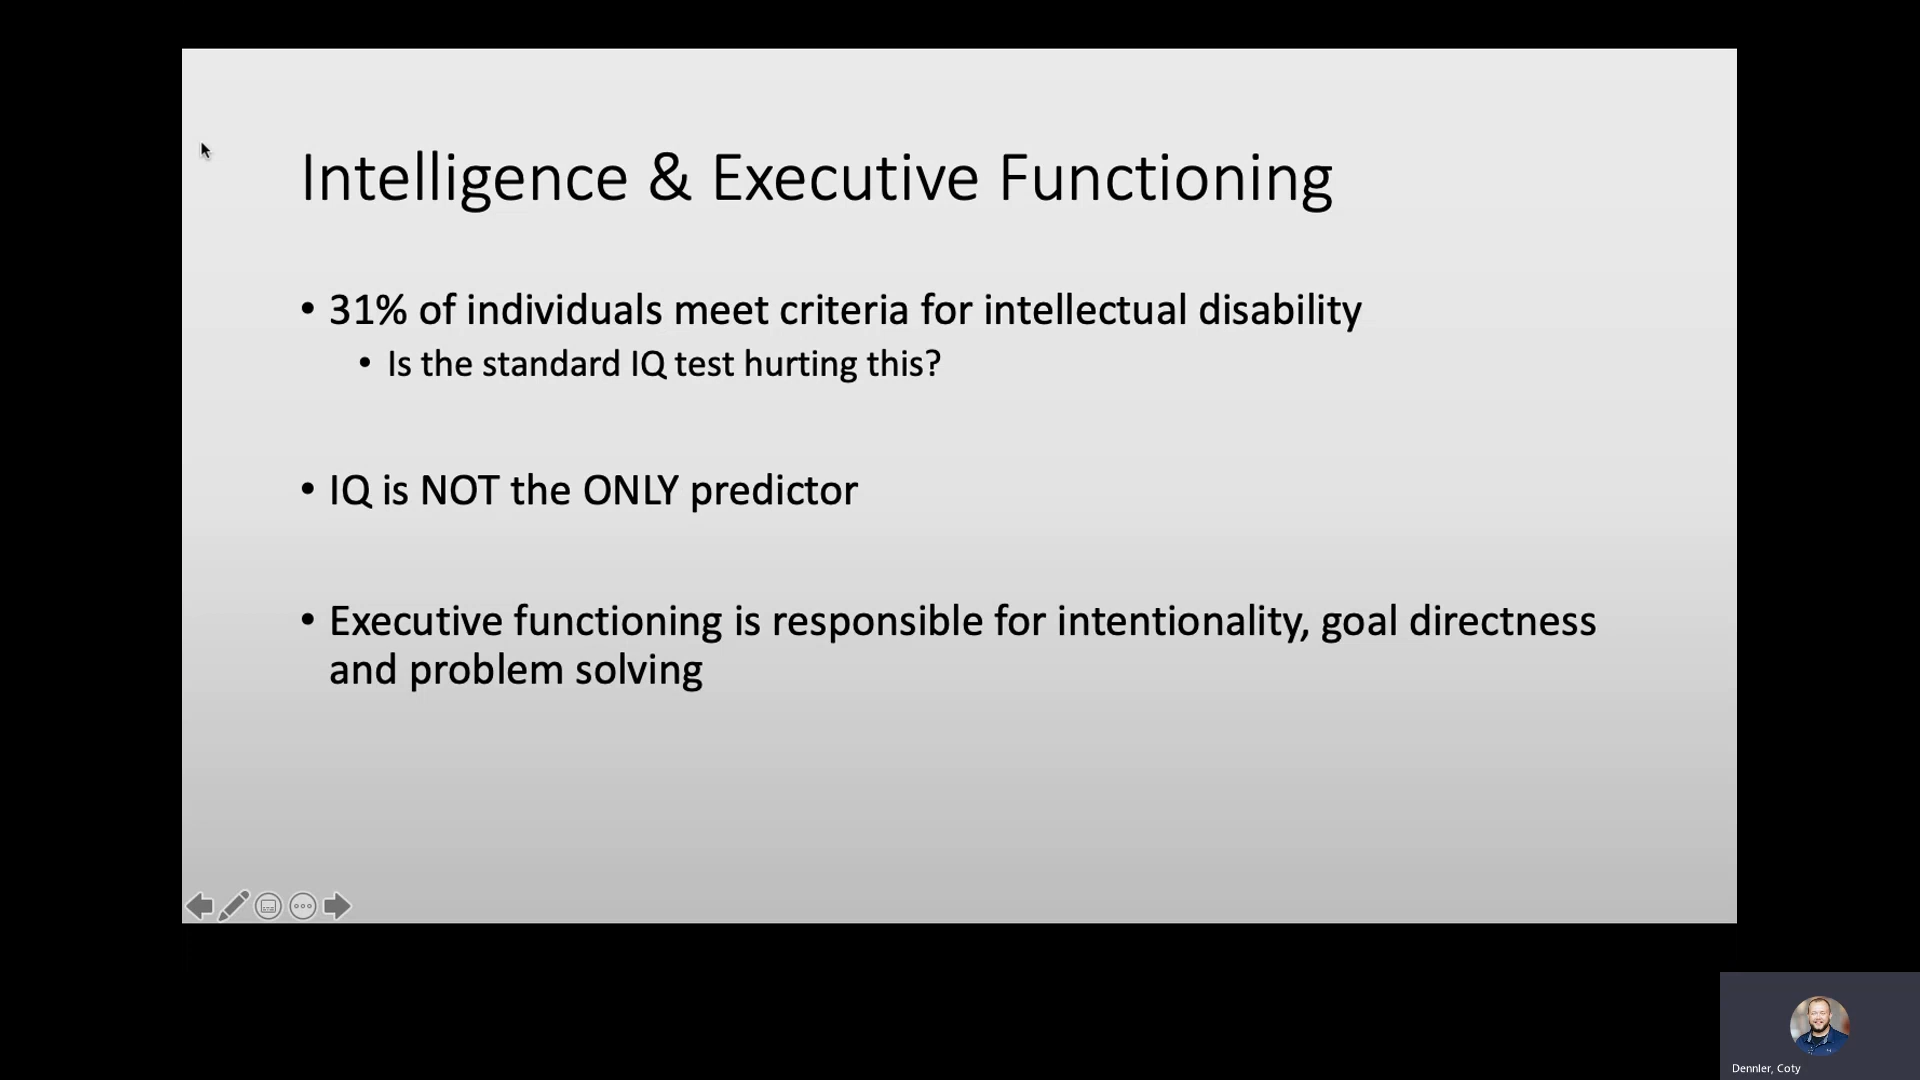 Intelligence & Executive Functioning
• 31% of individuals meet criteria for intellectual disability
• Is the standard IQ test hurting this?
• IQ is NOT the ONLY predictor
• Executive functioning is responsible for intentionality, goal directness
and problem solving
Dennler, Coty